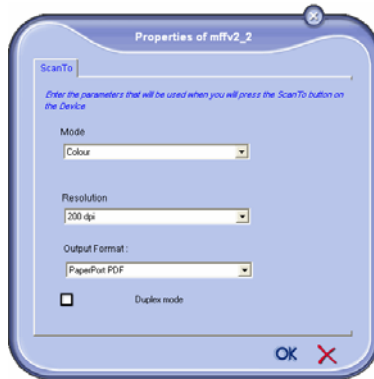 Properties of mffv2_2
ScanTo
Enter the parameters that will be used when you will press the ScanTo button on
the Device
Mode
Colour
Resolution
200 dpi
Output Format :
PaperPort PDF
Duplex mode
OK